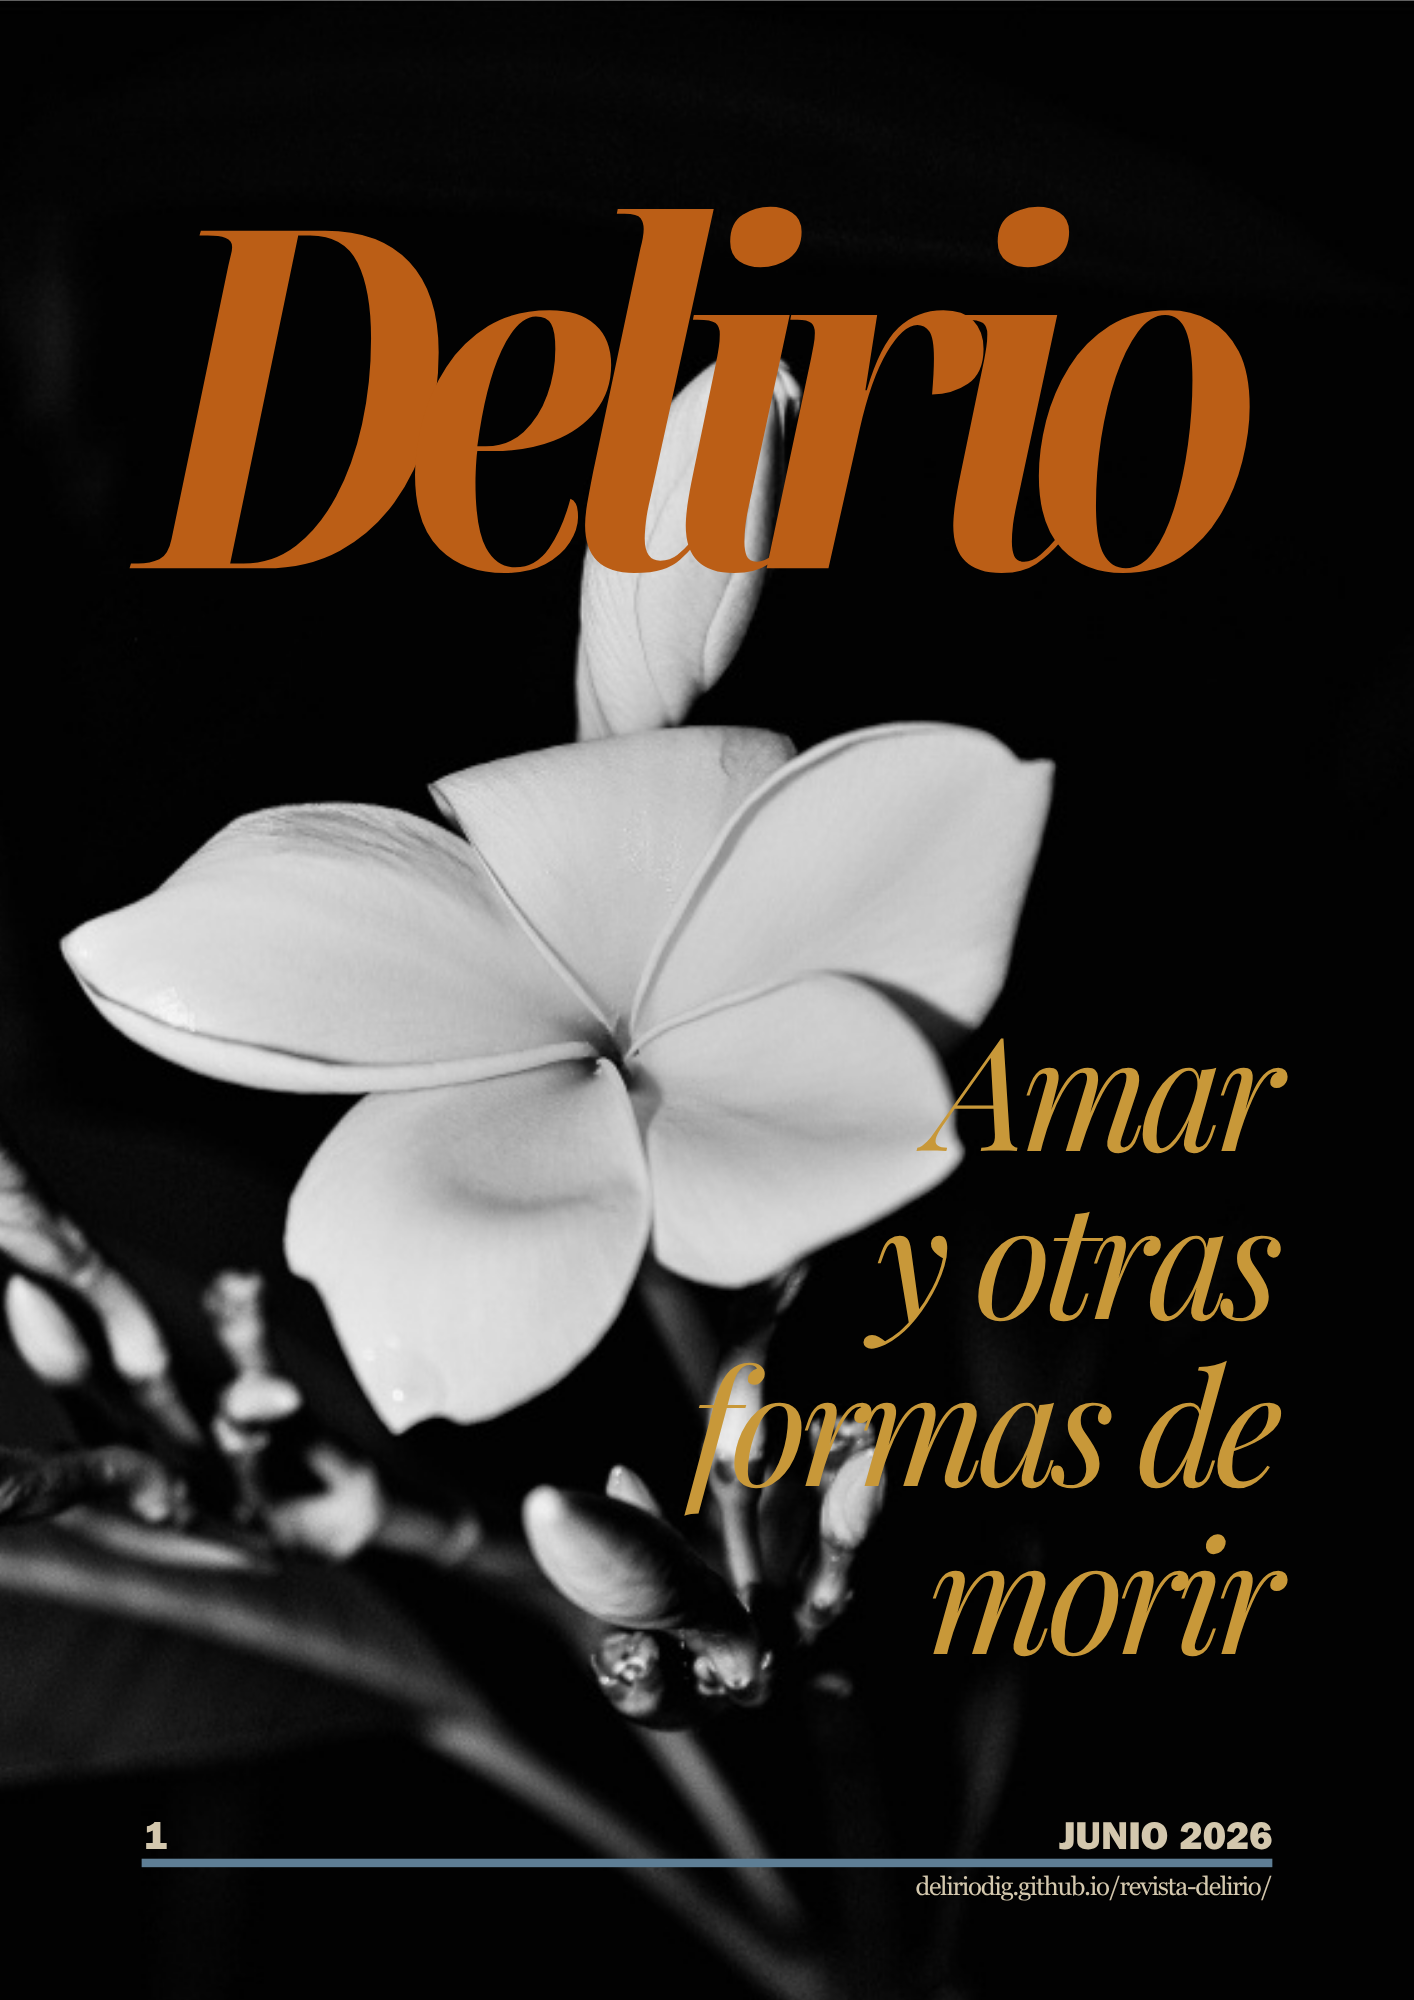 Delirio
Amar
y otras
formas de
morir
1
JUNIO 2026
deliriodig.github.io/revista-delirio/